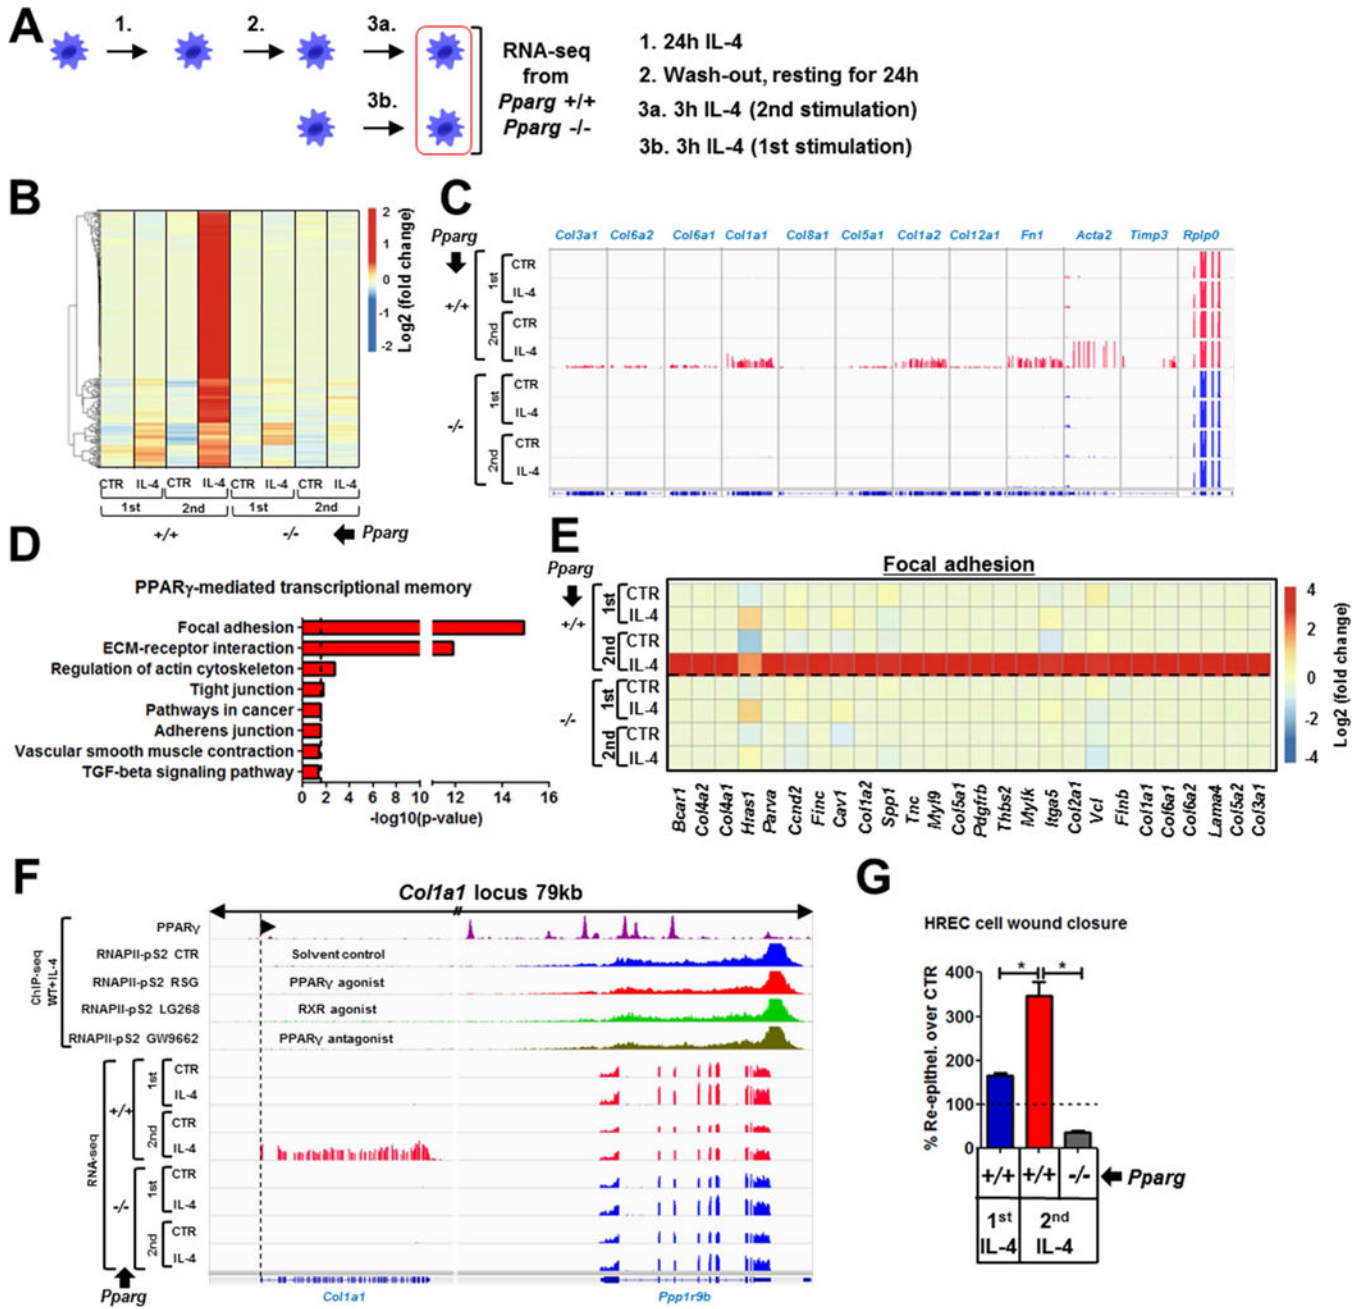 A
1.
2.
3a.
3b.
RNA-seq
from
Pparg +/+
Pparg -/-
1. 24h IL-4
2. Wash-out, resting for 24h
3a. 3h IL-4 (2nd stimulation)
3b. 3h IL-4 (1st stimulation)
B
2
1
0
-1
-2
Log2 (fold change)
CTR IL-4 CTR IL-4 CTR IL-4 CTR IL-4
1st 2nd 1st 2nd
+/+ -/- Pparg
C
Pparg
Col3a1 Col6a2 Col6a1 Col1a1 Col8a1 Col5a1 Col1a2 Col12a1 Fn1 Acta2 Timp3 Rplp0
+/+
1st
CTR
IL-4
2nd
CTR
IL-4
-/-
1st
CTR
IL-4
2nd
CTR
IL-4
D
PPARγ-mediated transcriptional memory
Focal adhesion
ECM-receptor interaction
Regulation of actin cytoskeleton
Tight junction
Pathways in cancer
Adherens junction
Vascular smooth muscle contraction
TGF-beta signaling pathway
0 2 4 6 8 10 12 14 16
-log10(p-value)
E
Focal adhesion
Pparg
+/+
1st
CTR
IL-4
2nd
CTR
IL-4
-/-
1st
CTR
IL-4
2nd
CTR
IL-4
4
2
0
-2
-4
Log2 (fold change)
Bcar1 Col4a2 Col4a1 Hras1 Parva Ccnd2 Finc Cav1 Col1a2 Spp1 Tnc Myl9 Col5a1 Pdgfrb Thbs2 Mylk Itga5 Col2a1 Vcl Flnb Col1a1 Col6a1 Col6a2 Lama4 Col5a2 Col3a1
F
Col1a1 locus 79kb
ChIP-seq
WT+IL-4
PPARγ
RNAPII-pS2 CTR Solvent control
RNAPII-pS2 RSG PPARγ agonist
RNAPII-pS2 LG268 RXR agonist
RNAPII-pS2 GW9662 PPARγ antagonist
RNA-seq
+/+
1st
CTR
IL-4
2nd
CTR
IL-4
-/-
1st
CTR
IL-4
2nd
CTR
IL-4
Pparg
Col1a1 Ppp1r9b
G
HREC cell wound closure
% Re-epithel. over CTR
400
300
200
100
0
* *
+/+ +/+ -/- Pparg
1st 2nd
IL-4 IL-4